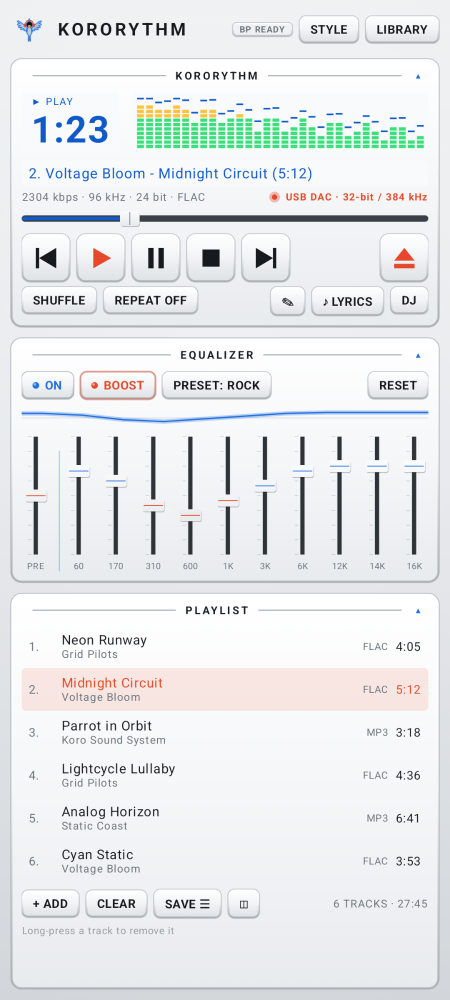 KORORYTHM BP READY STYLE LIBRARY
KORORYTHM ▲
► PLAY
1:23
2. Voltage Bloom - Midnight Circuit (5:12)
2304 kbps · 96 kHz · 24 bit · FLAC USB DAC · 32-bit / 384 kHz
SHUFFLE REPEAT OFF ✎ ♪ LYRICS DJ
EQUALIZER ▲
ON BOOST PRESET: ROCK RESET
PRE 60 170 310 600 1K 3K 6K 12K 14K 16K
PLAYLIST ▲
1. Neon Runway FLAC 4:05
Grid Pilots
2. Midnight Circuit FLAC 5:12
Voltage Bloom
3. Parrot in Orbit MP3 3:18
Koro Sound System
4. Lightcycle Lullaby FLAC 4:36
Grid Pilots
5. Analog Horizon MP3 6:41
Static Coast
6. Cyan Static FLAC 3:53
Voltage Bloom
+ ADD CLEAR SAVE ☰ ◫ 6 TRACKS · 27:45
Long-press a track to remove it